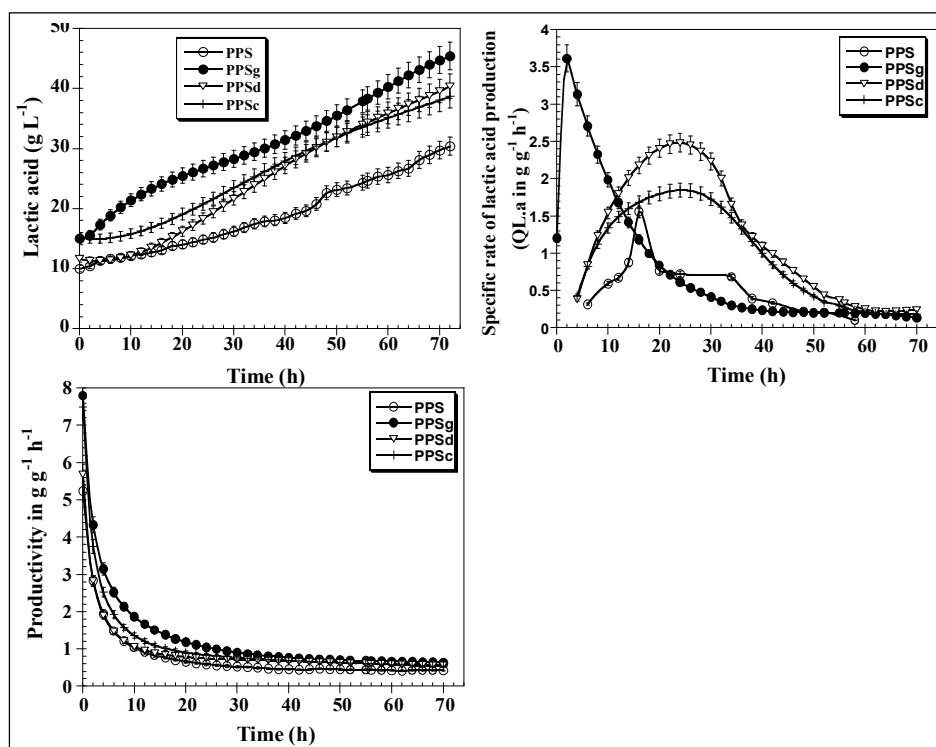 50
40
30
20
10
0
Lactic acid (g L-1)
PPS
PPSg
PPSd
PPSc
0 10 20 30 40 50 60 70
Time (h)
4
3.5
3
2.5
2
1.5
1
0.5
0
Specific rate of lactic acid production
(QL.a in g g-1 h-1)
PPS
PPSg
PPSd
PPSc
0 10 20 30 40 50 60 70
Time (h)
8
7
6
5
4
3
2
1
0
Productivity in g g-1 h-1
PPS
PPSg
PPSd
PPSc
0 10 20 30 40 50 60 70
Time (h)